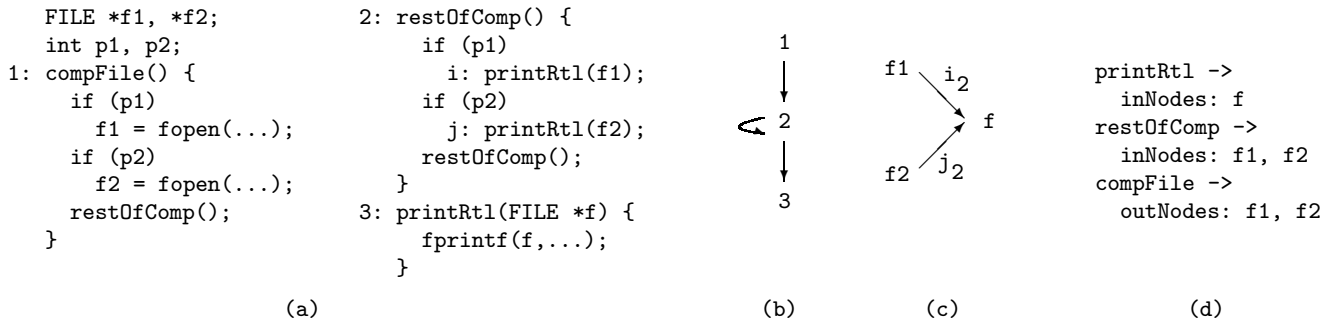 FILE *f1, *f2;
int p1, p2;
1: compFile() {
if (p1)
f1 = fopen(...);
if (p2)
f2 = fopen(...);
restOfComp();
}
2: restOfComp() {
if (p1)
i: printRtl(f1);
if (p2)
j: printRtl(f2);
restOfComp();
}
3: printRtl(FILE *f) {
fprintf(f,...);
}
(a)
1
2
3
(b)
f1
i2
f
f2
j2
(c)
printRtl ->
inNodes: f
restOfComp ->
inNodes: f1, f2
compFile ->
outNodes: f1, f2
(d)